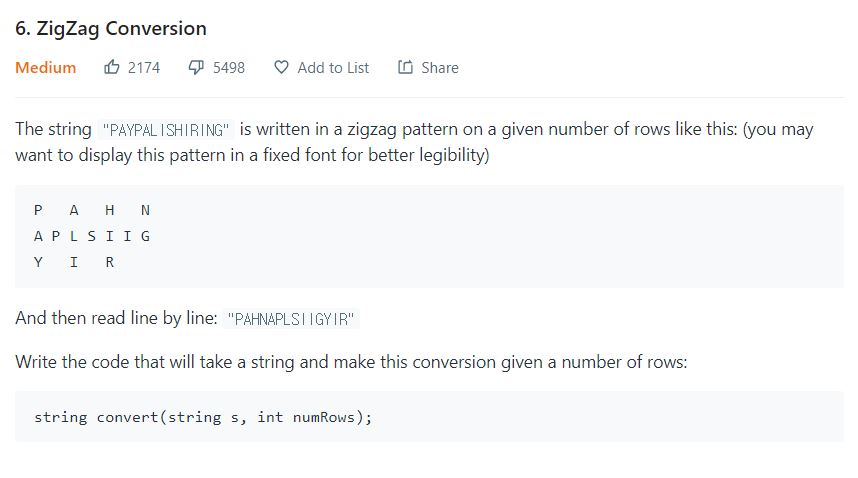 6. ZigZag Conversion
Medium 2174 5498 Add to List Share
The string "PAYPALISHIRING" is written in a zigzag pattern on a given number of rows like this: (you may
want to display this pattern in a fixed font for better legibility)
P   A   H   N
A P L S I I G
Y   I   R
And then read line by line: "PAHNAPLSIIGYIR"
Write the code that will take a string and make this conversion given a number of rows:
string convert(string s, int numRows);